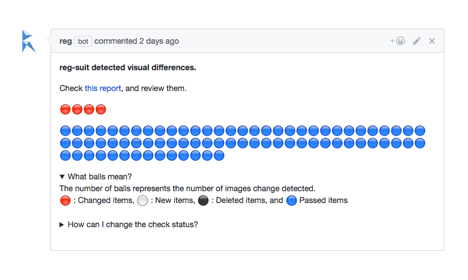 reg bot commented 2 days ago
reg-suit detected visual differences.
Check this report, and review them.
What balls mean?
The number of balls represents the number of images change detected.
: Changed items, : New items, : Deleted items, and : Passed items
How can I change the check status?